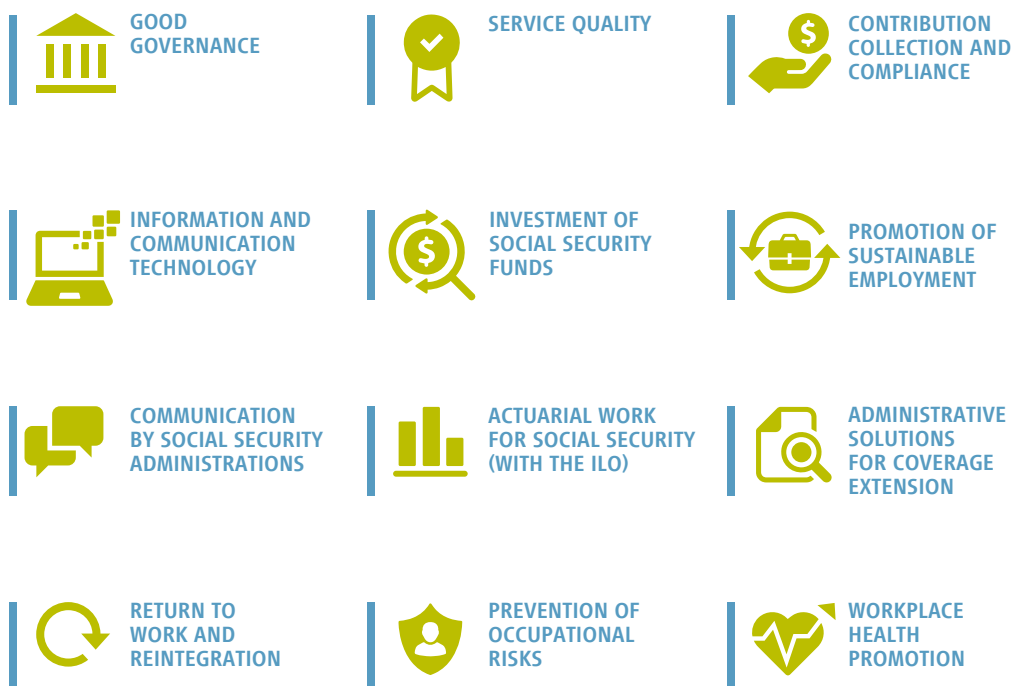 GOOD
GOVERNANCE
SERVICE QUALITY
$
CONTRIBUTION
COLLECTION AND
COMPLIANCE
INFORMATION AND
COMMUNICATION
TECHNOLOGY
$
INVESTMENT OF
SOCIAL SECURITY
FUNDS
PROMOTION OF
SUSTAINABLE
EMPLOYMENT
COMMUNICATION
BY SOCIAL SECURITY
ADMINISTRATIONS
ACTUARIAL WORK
FOR SOCIAL SECURITY
(WITH THE ILO)
ADMINISTRATIVE
SOLUTIONS
FOR COVERAGE
EXTENSION
RETURN TO
WORK AND
REINTEGRATION
PREVENTION OF
OCCUPATIONAL
RISKS
WORKPLACE
HEALTH
PROMOTION